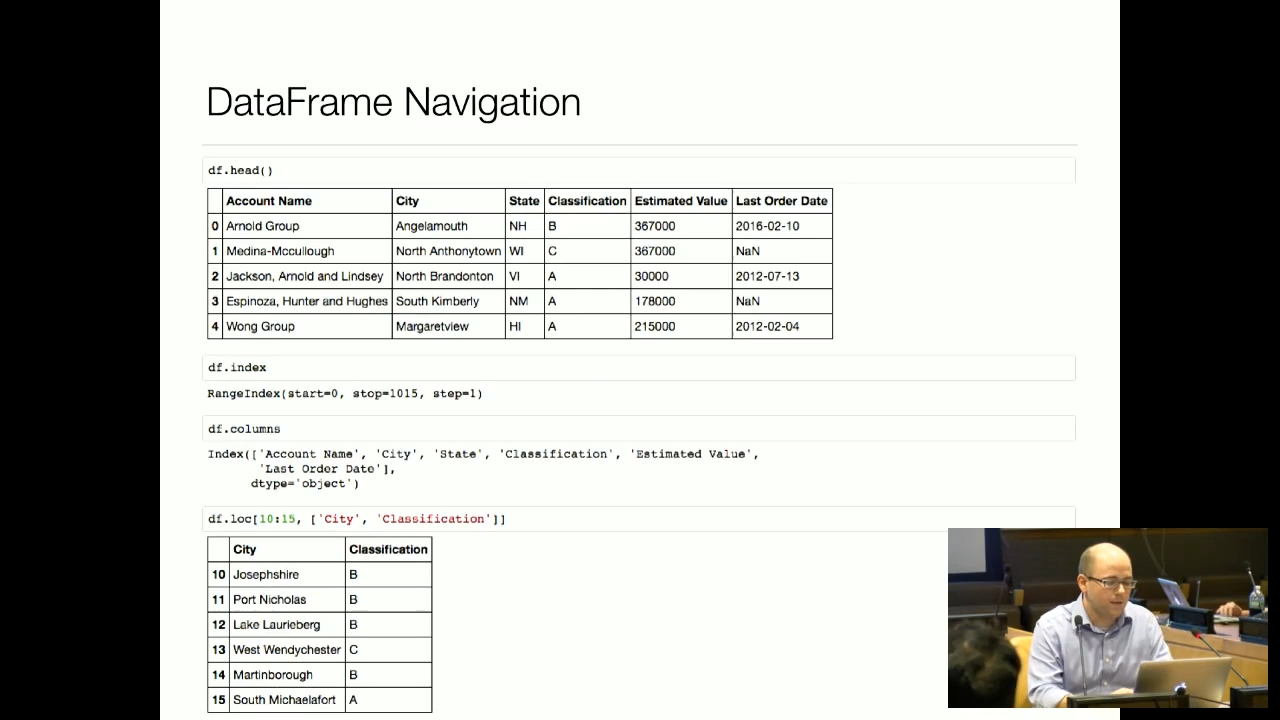 DataFrame Navigation
df.head()
Account Name City State Classification Estimated Value Last Order Date
0 Arnold Group Angelamouth NH B 367000 2016-02-10
1 Medina-Mccullough North Anthonytown WI C 367000 NaN
2 Jackson, Arnold and Lindsey North Brandonton VI A 30000 2012-07-13
3 Espinoza, Hunter and Hughes South Kimberly NM A 178000 NaN
4 Wong Group Margaretview HI A 215000 2012-02-04
df.index
RangeIndex(start=0, stop=1015, step=1)
df.columns
Index(['Account Name', 'City', 'State', 'Classification', 'Estimated Value',
'Last Order Date'],
dtype='object')
df.loc[10:15, ['City', 'Classification']]
City Classification
10 Josephshire B
11 Port Nicholas B
12 Lake Laurieberg B
13 West Wendychester C
14 Martinborough B
15 South Michaelafort A